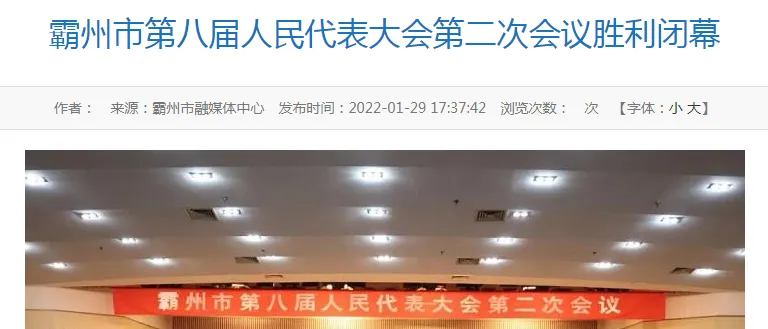 霸州市第八届人民代表大会第二次会议胜利闭幕
作者： 来源：霸州市融媒体中心 发布时间：2022-01-29 17:37:42 浏览次数： 次 【字体：小 大】
霸州市第八届人民代表大会第二次会议